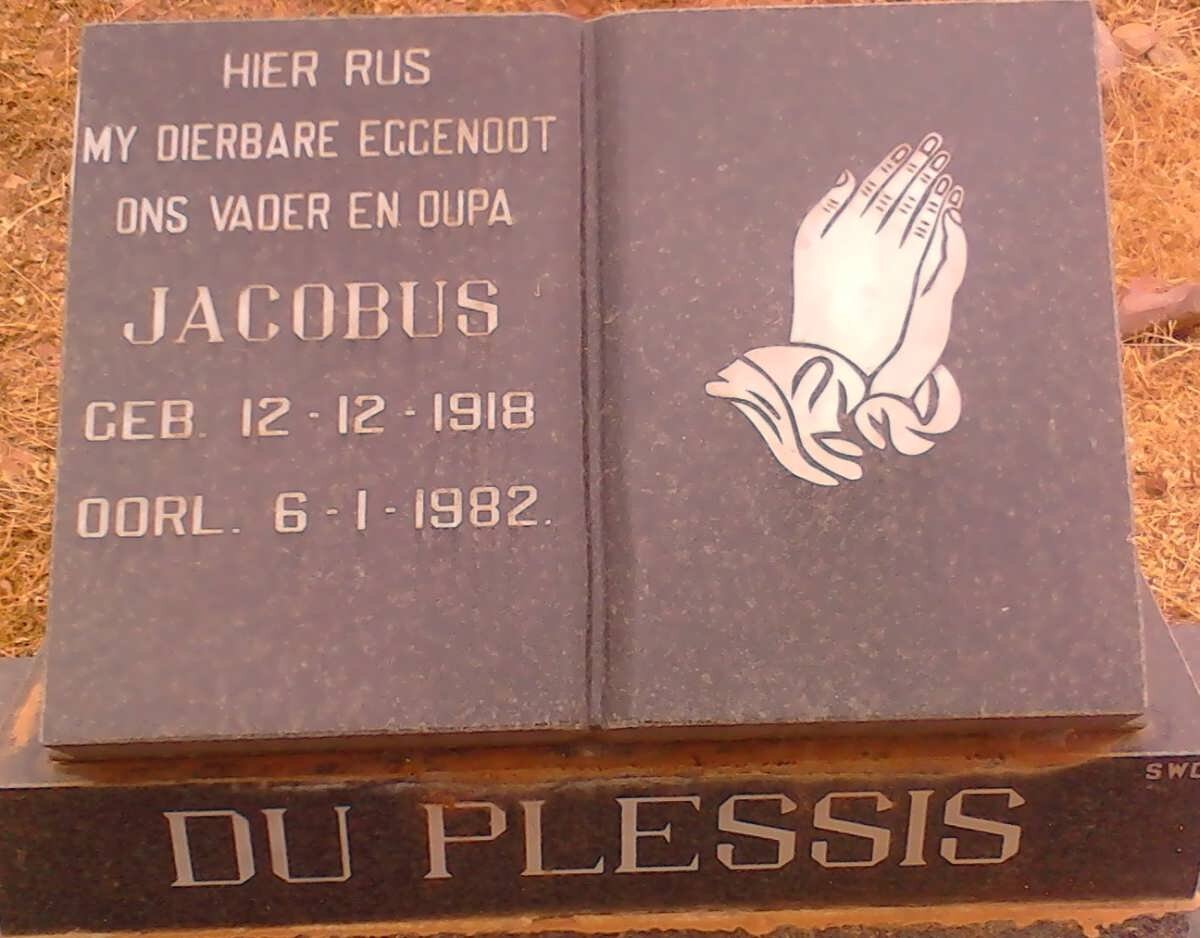 HIER RUS
MY DIERBARE EGGENOOT
ONS VADER EN OUPA
JACOBUS
GEB. 12-12-1918
OORL. 6-1-1982.
DU PLESSIS